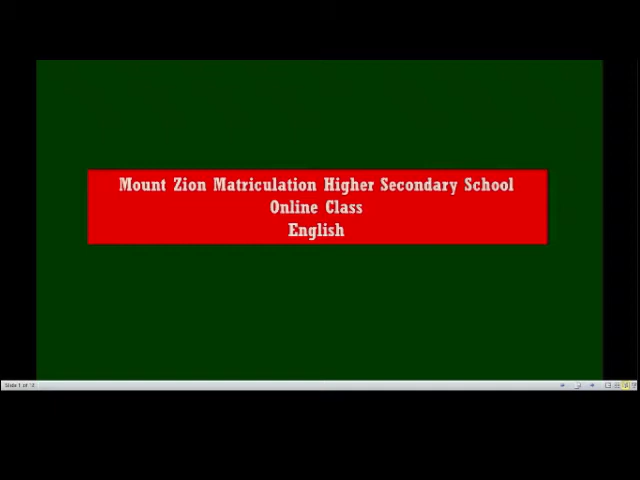 Mount Zion Matriculation Higher Secondary School
Online Class
English